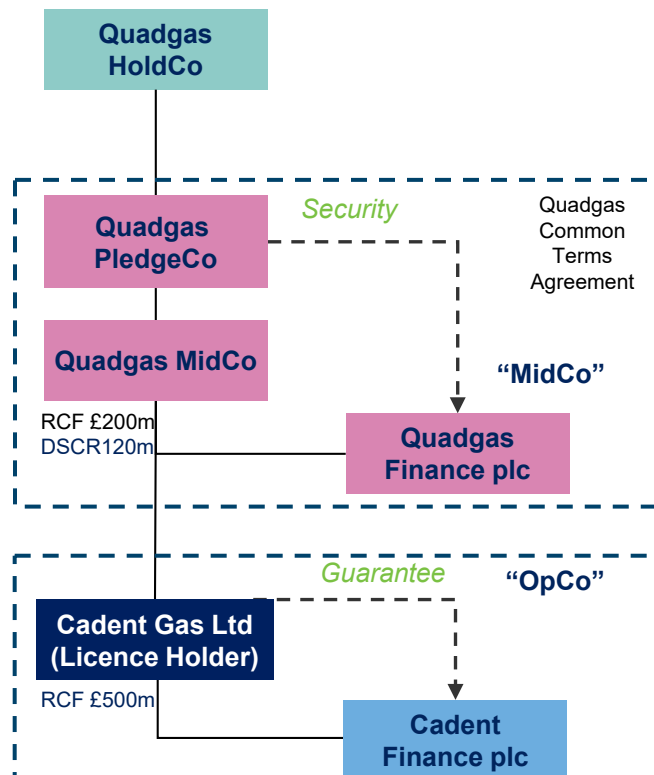 Quadgas
HoldCo
Quadgas
PledgeCo
Security
Quadgas
Common
Terms
Agreement
Quadgas MidCo
“MidCo”
RCF £200m
DSCR120m
Quadgas
Finance plc
Guarantee
“OpCo”
Cadent Gas Ltd
(Licence Holder)
RCF £500m
Cadent
Finance plc